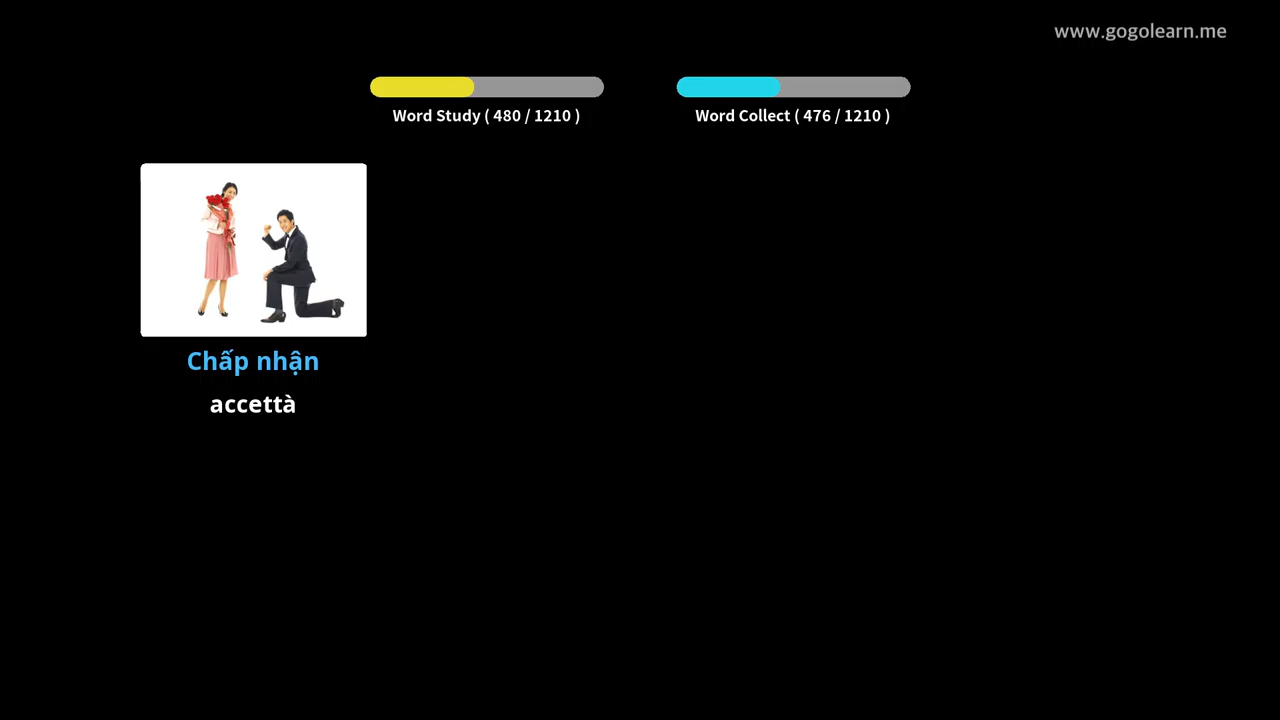 www.gogolearn.me
Word Study ( 480 / 1210 )
Word Collect ( 476 / 1210 )
Chấp nhận
accettà